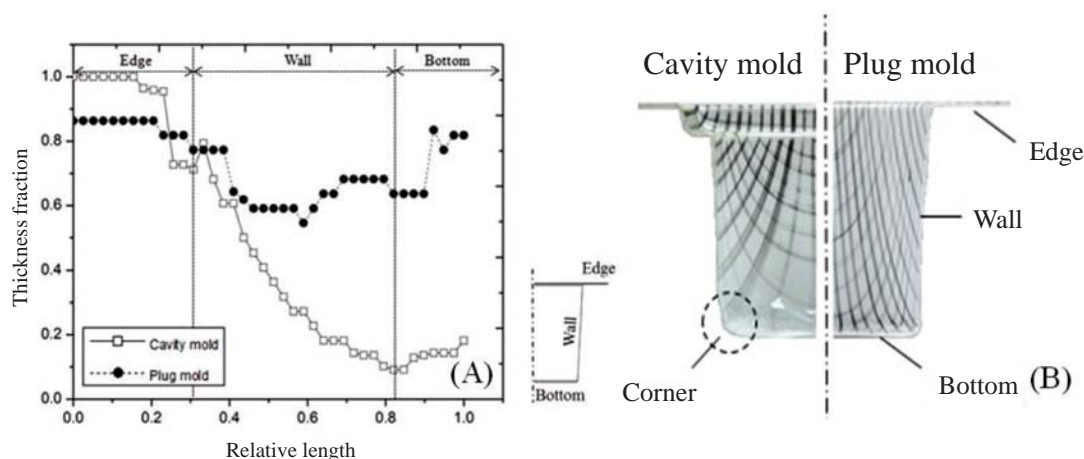 Edge
Wall
Bottom
1.0
0.8
0.6
0.4
0.2
0.0
Thickness fraction
Cavity mold
Plug mold
(A)
0.0
0.2
0.4
0.6
0.8
1.0
Relative length
Edge
Wall
Bottom
Cavity mold
Plug mold
Edge
Wall
Corner
Bottom
(B)